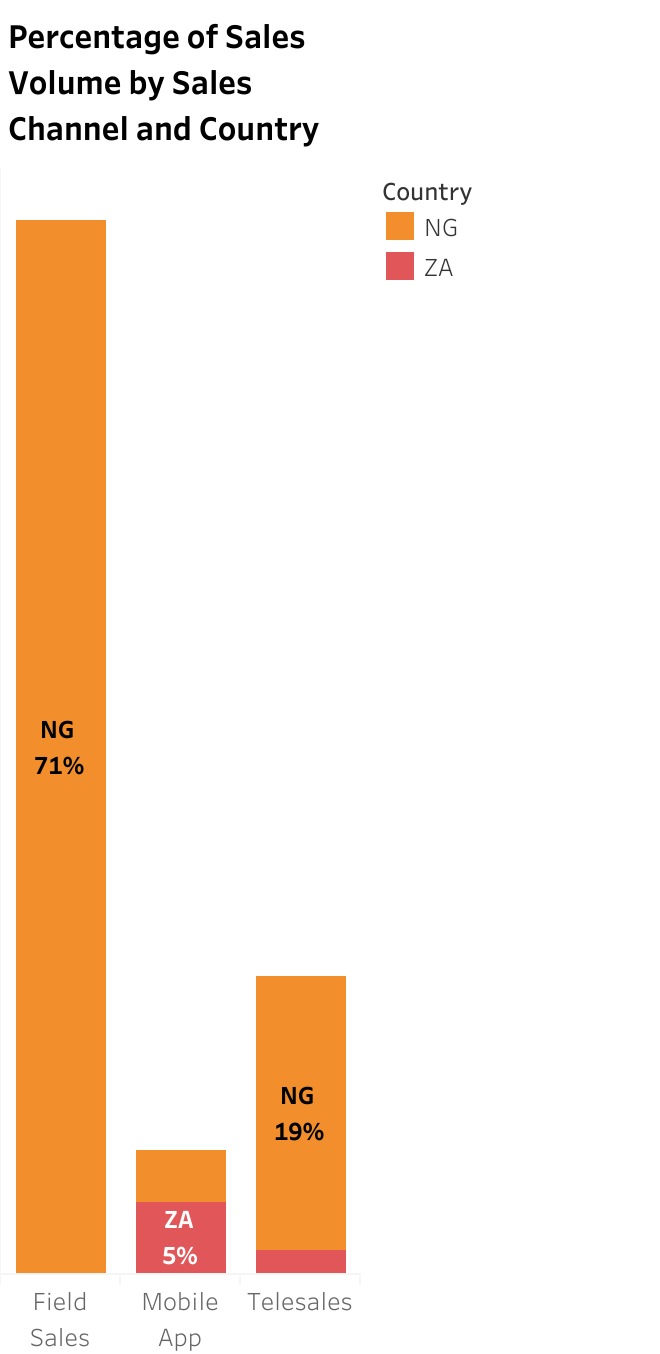 Percentage of Sales
Volume by Sales
Channel and Country
Country
NG
ZA
NG
71%
ZA
5%
NG
19%
Field
Sales
Mobile
App
Telesales